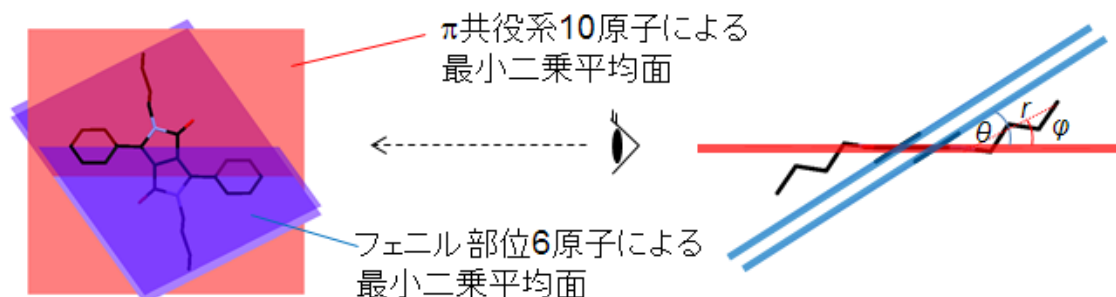 π共役系10原子による
最小二乗平均面
フェニル部位6原子による
最小二乗平均面
θ
r
φ